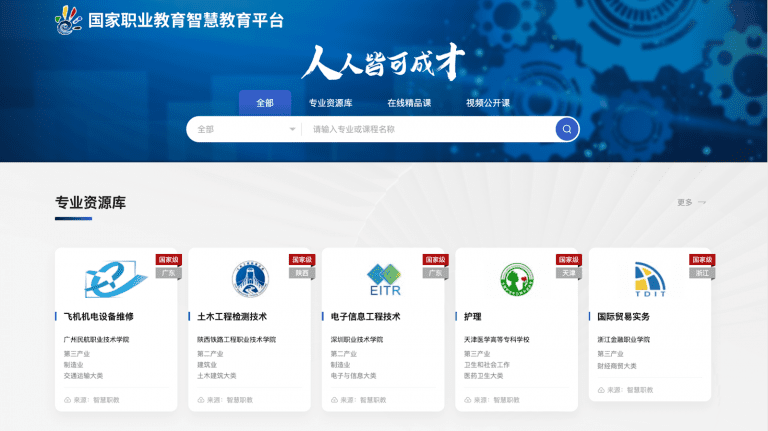 国家职业教育智慧教育平台
人人皆可成才
全部 专业资源库 在线精品课 视频公开课
全部 请输入专业或课程名称
专业资源库
更多
国家级
广东
飞机机电设备维修
广州民航职业技术学院
第三产业
制造业
交通运输大类
来源：智慧职教
国家级
陕西
土木工程检测技术
陕西铁路工程职业技术学院
第二产业
建筑业
土木建筑大类
来源：智慧职教
国家级
广东
EITR
电子信息工程技术
深圳职业技术学院
第二产业
制造业
电子与信息大类
来源：智慧职教
国家级
天津
护理
天津医学高等专科学校
第三产业
卫生和社会工作
医药卫生大类
来源：智慧职教
国家级
浙江
TDIT
国际贸易实务
浙江金融职业学院
第三产业
财经商贸大类
来源：智慧职教